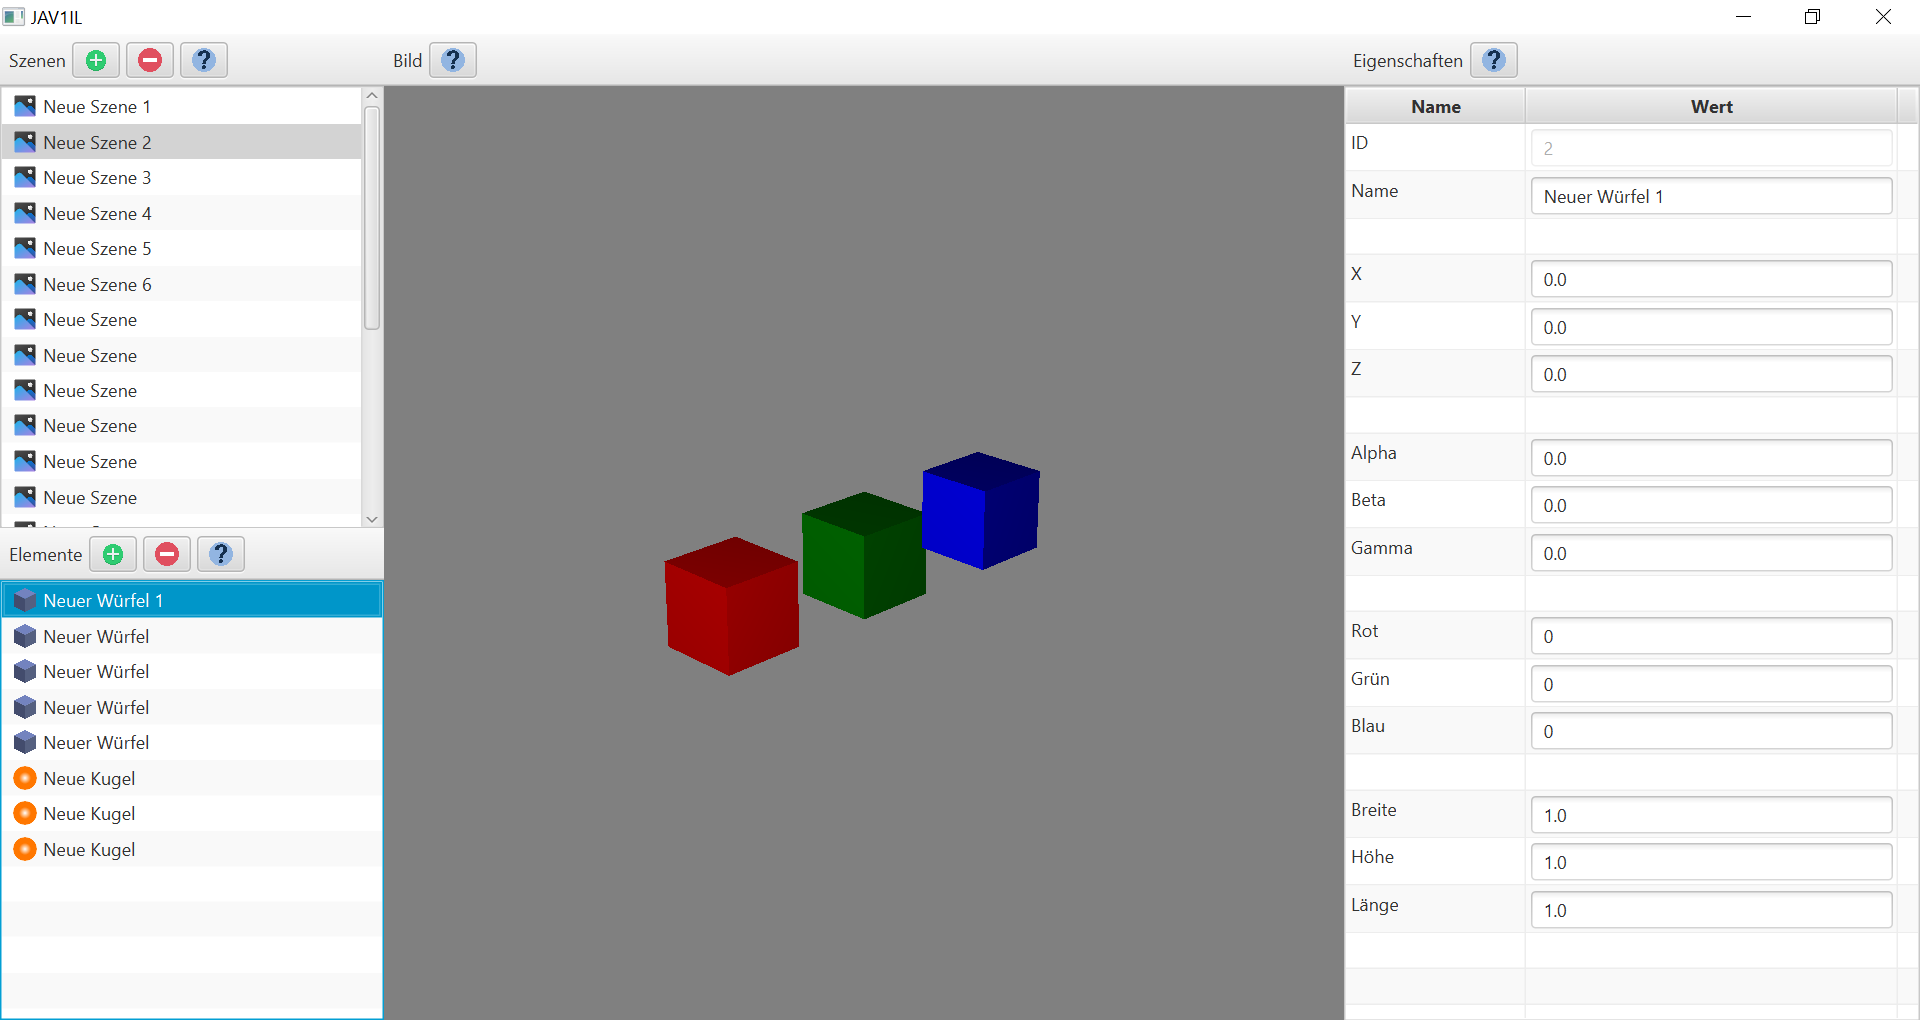 JAV1IL
Szenen
Bild
Eigenschaften
Neue Szene 1
Neue Szene 2
Neue Szene 3
Neue Szene 4
Neue Szene 5
Neue Szene 6
Neue Szene
Neue Szene
Neue Szene
Neue Szene
Neue Szene
Neue Szene
Elemente
Neuer Würfel 1
Neuer Würfel
Neuer Würfel
Neuer Würfel
Neuer Würfel
Neue Kugel
Neue Kugel
Neue Kugel
Name Wert
ID 2
Name Neuer Würfel 1
X 0.0
Y 0.0
Z 0.0
Alpha 0.0
Beta 0.0
Gamma 0.0
Rot 0
Grün 0
Blau 0
Breite 1.0
Höhe 1.0
Länge 1.0